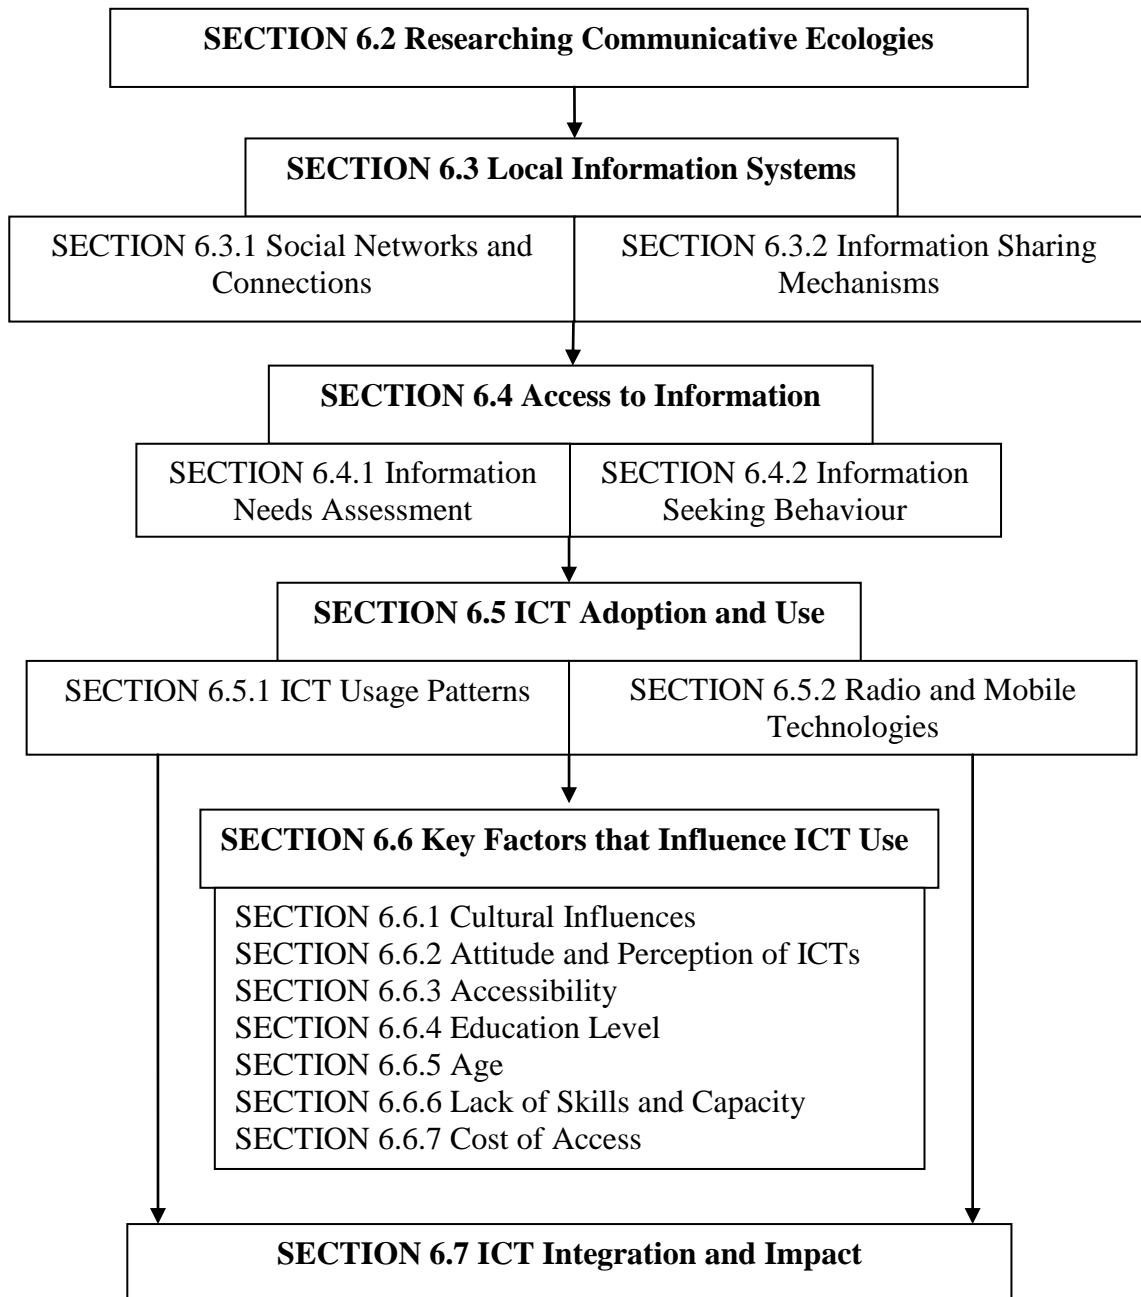 SECTION 6.2 Researching Communicative Ecologies
SECTION 6.3 Local Information Systems
SECTION 6.3.1 Social Networks and
Connections
SECTION 6.3.2 Information Sharing
Mechanisms
SECTION 6.4 Access to Information
SECTION 6.4.1 Information
Needs Assessment
SECTION 6.4.2 Information
Seeking Behaviour
SECTION 6.5 ICT Adoption and Use
SECTION 6.5.1 ICT Usage Patterns
SECTION 6.5.2 Radio and Mobile
Technologies
SECTION 6.6 Key Factors that Influence ICT Use
SECTION 6.6.1 Cultural Influences
SECTION 6.6.2 Attitude and Perception of ICTs
SECTION 6.6.3 Accessibility
SECTION 6.6.4 Education Level
SECTION 6.6.5 Age
SECTION 6.6.6 Lack of Skills and Capacity
SECTION 6.6.7 Cost of Access
SECTION 6.7 ICT Integration and Impact